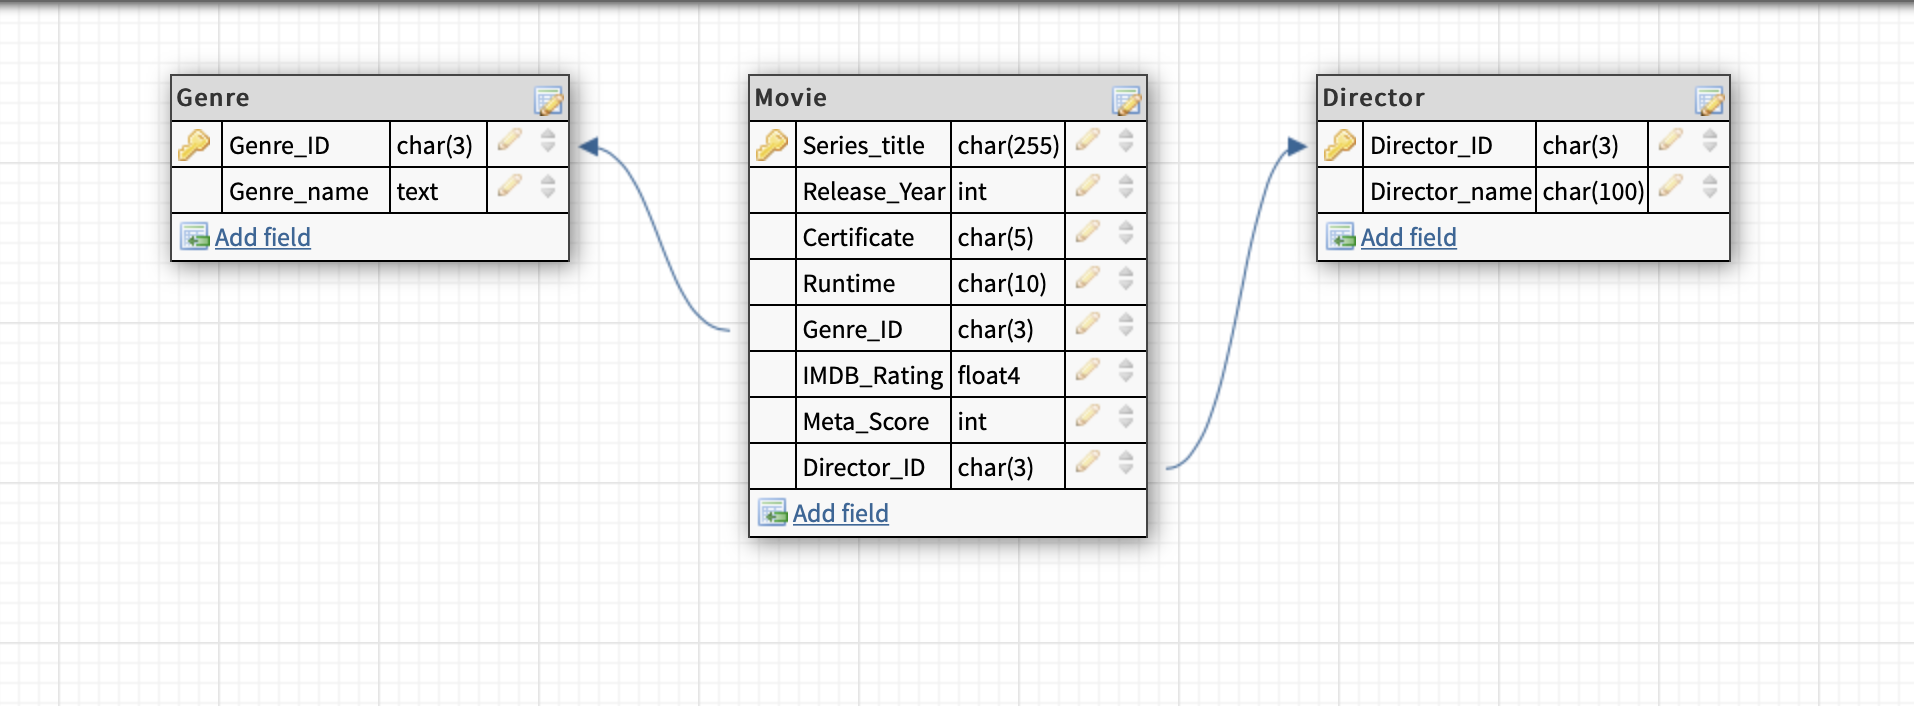 Genre
Genre_ID char(3)
Genre_name text
Add field
Movie
Series_title char(255)
Release_Year int
Certificate char(5)
Runtime char(10)
Genre_ID char(3)
IMDB_Rating float4
Meta_Score int
Director_ID char(3)
Add field
Director
Director_ID char(3)
Director_name char(100)
Add field